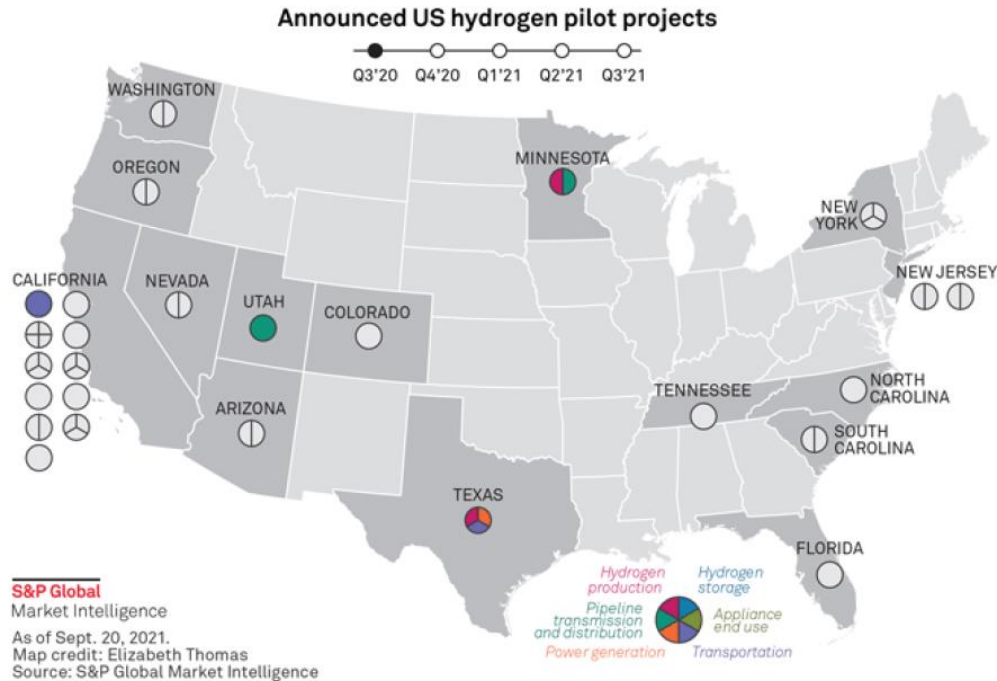 Announced US hydrogen pilot projects
Q3'20 Q4'20 Q1'21 Q2'21 Q3'21
WASHINGTON
OREGON
MINNESOTA
NEW
YORK
CALIFORNIA
NEVADA
UTAH
COLORADO
NEW JERSEY
ARIZONA
TENNESSEE
NORTH
CAROLINA
SOUTH
CAROLINA
TEXAS
FLORIDA
Hydrogen
production
Hydrogen
storage
Pipeline
transmission
and distribution
Appliance
end use
Power generation
Transportation
S&P Global
Market Intelligence
As of Sept. 20, 2021.
Map credit: Elizabeth Thomas
Source: S&P Global Market Intelligence